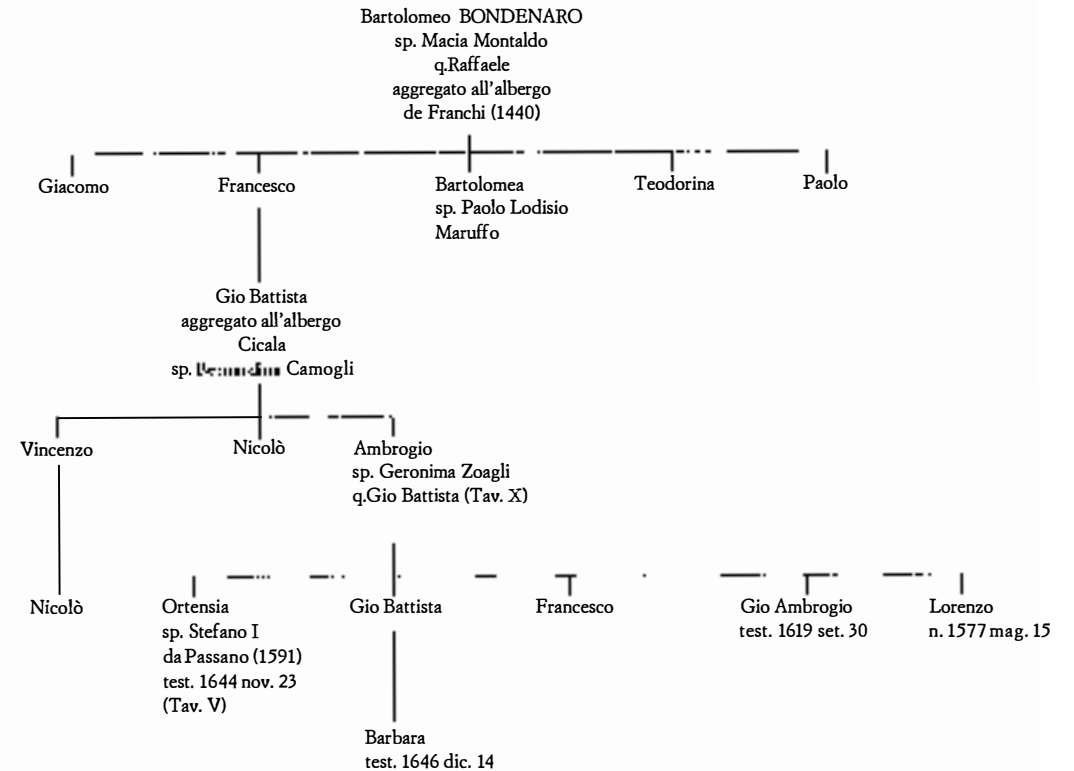 Bartolomeo BONDENARO
sp. Macia Montaldo
q.Raffaele
aggregato all'albergo
de Franchi (1440)
Giacomo
Francesco
Bartolomea
sp. Paolo Lodisio
Maruffo
Teodorina
Paolo
Gio Battista
aggregato all'albergo
Cicala
sp. Camogli
Vincenzo
Nicolò
Ambrogio
sp. Geronima Zoagli
q.Gio Battista (Tav. X)
Nicolò
Ortensia
sp. Stefano I
da Passano (1591)
test. 1644 nov. 23
(Tav. V)
Gio Battista
Francesco
Gio Ambrogio
test. 1619 set. 30
Lorenzo
n. 1577 mag. 15
Barbara
test. 1646 dic. 14